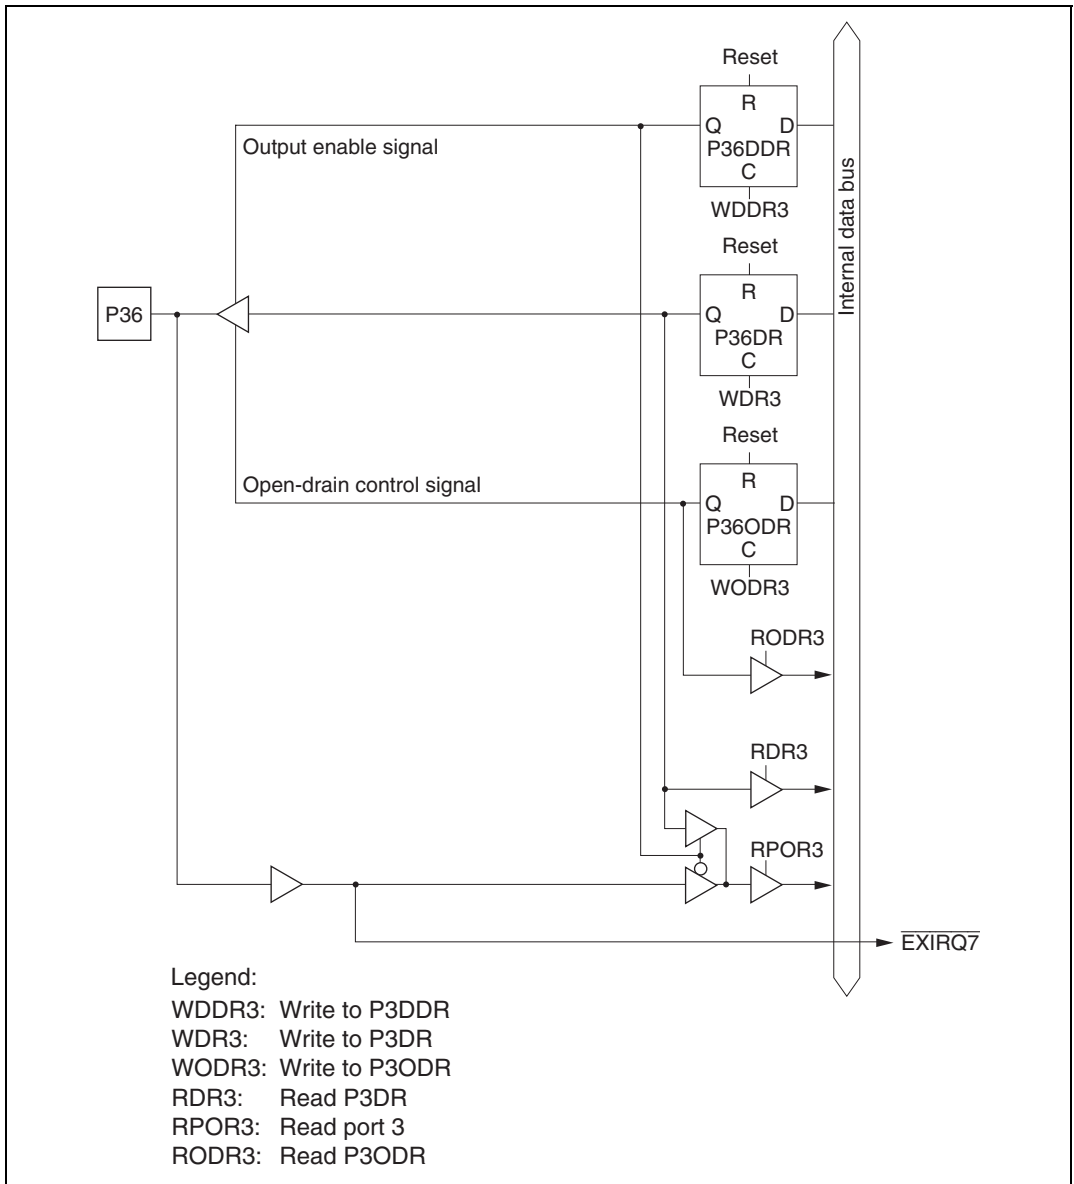 Reset
R
Q D
P36DDR
C
WDDR3
Output enable signal
Internal data bus
Reset
R
Q D
P36DR
C
WDR3
P36
Reset
R
Q D
P36ODR
C
WODR3
Open-drain control signal
RODR3
RDR3
RPOR3
EXIRQ7
Legend:
WDDR3: Write to P3DDR
WDR3: Write to P3DR
WODR3: Write to P3ODR
RDR3: Read P3DR
RPOR3: Read port 3
RODR3: Read P3ODR